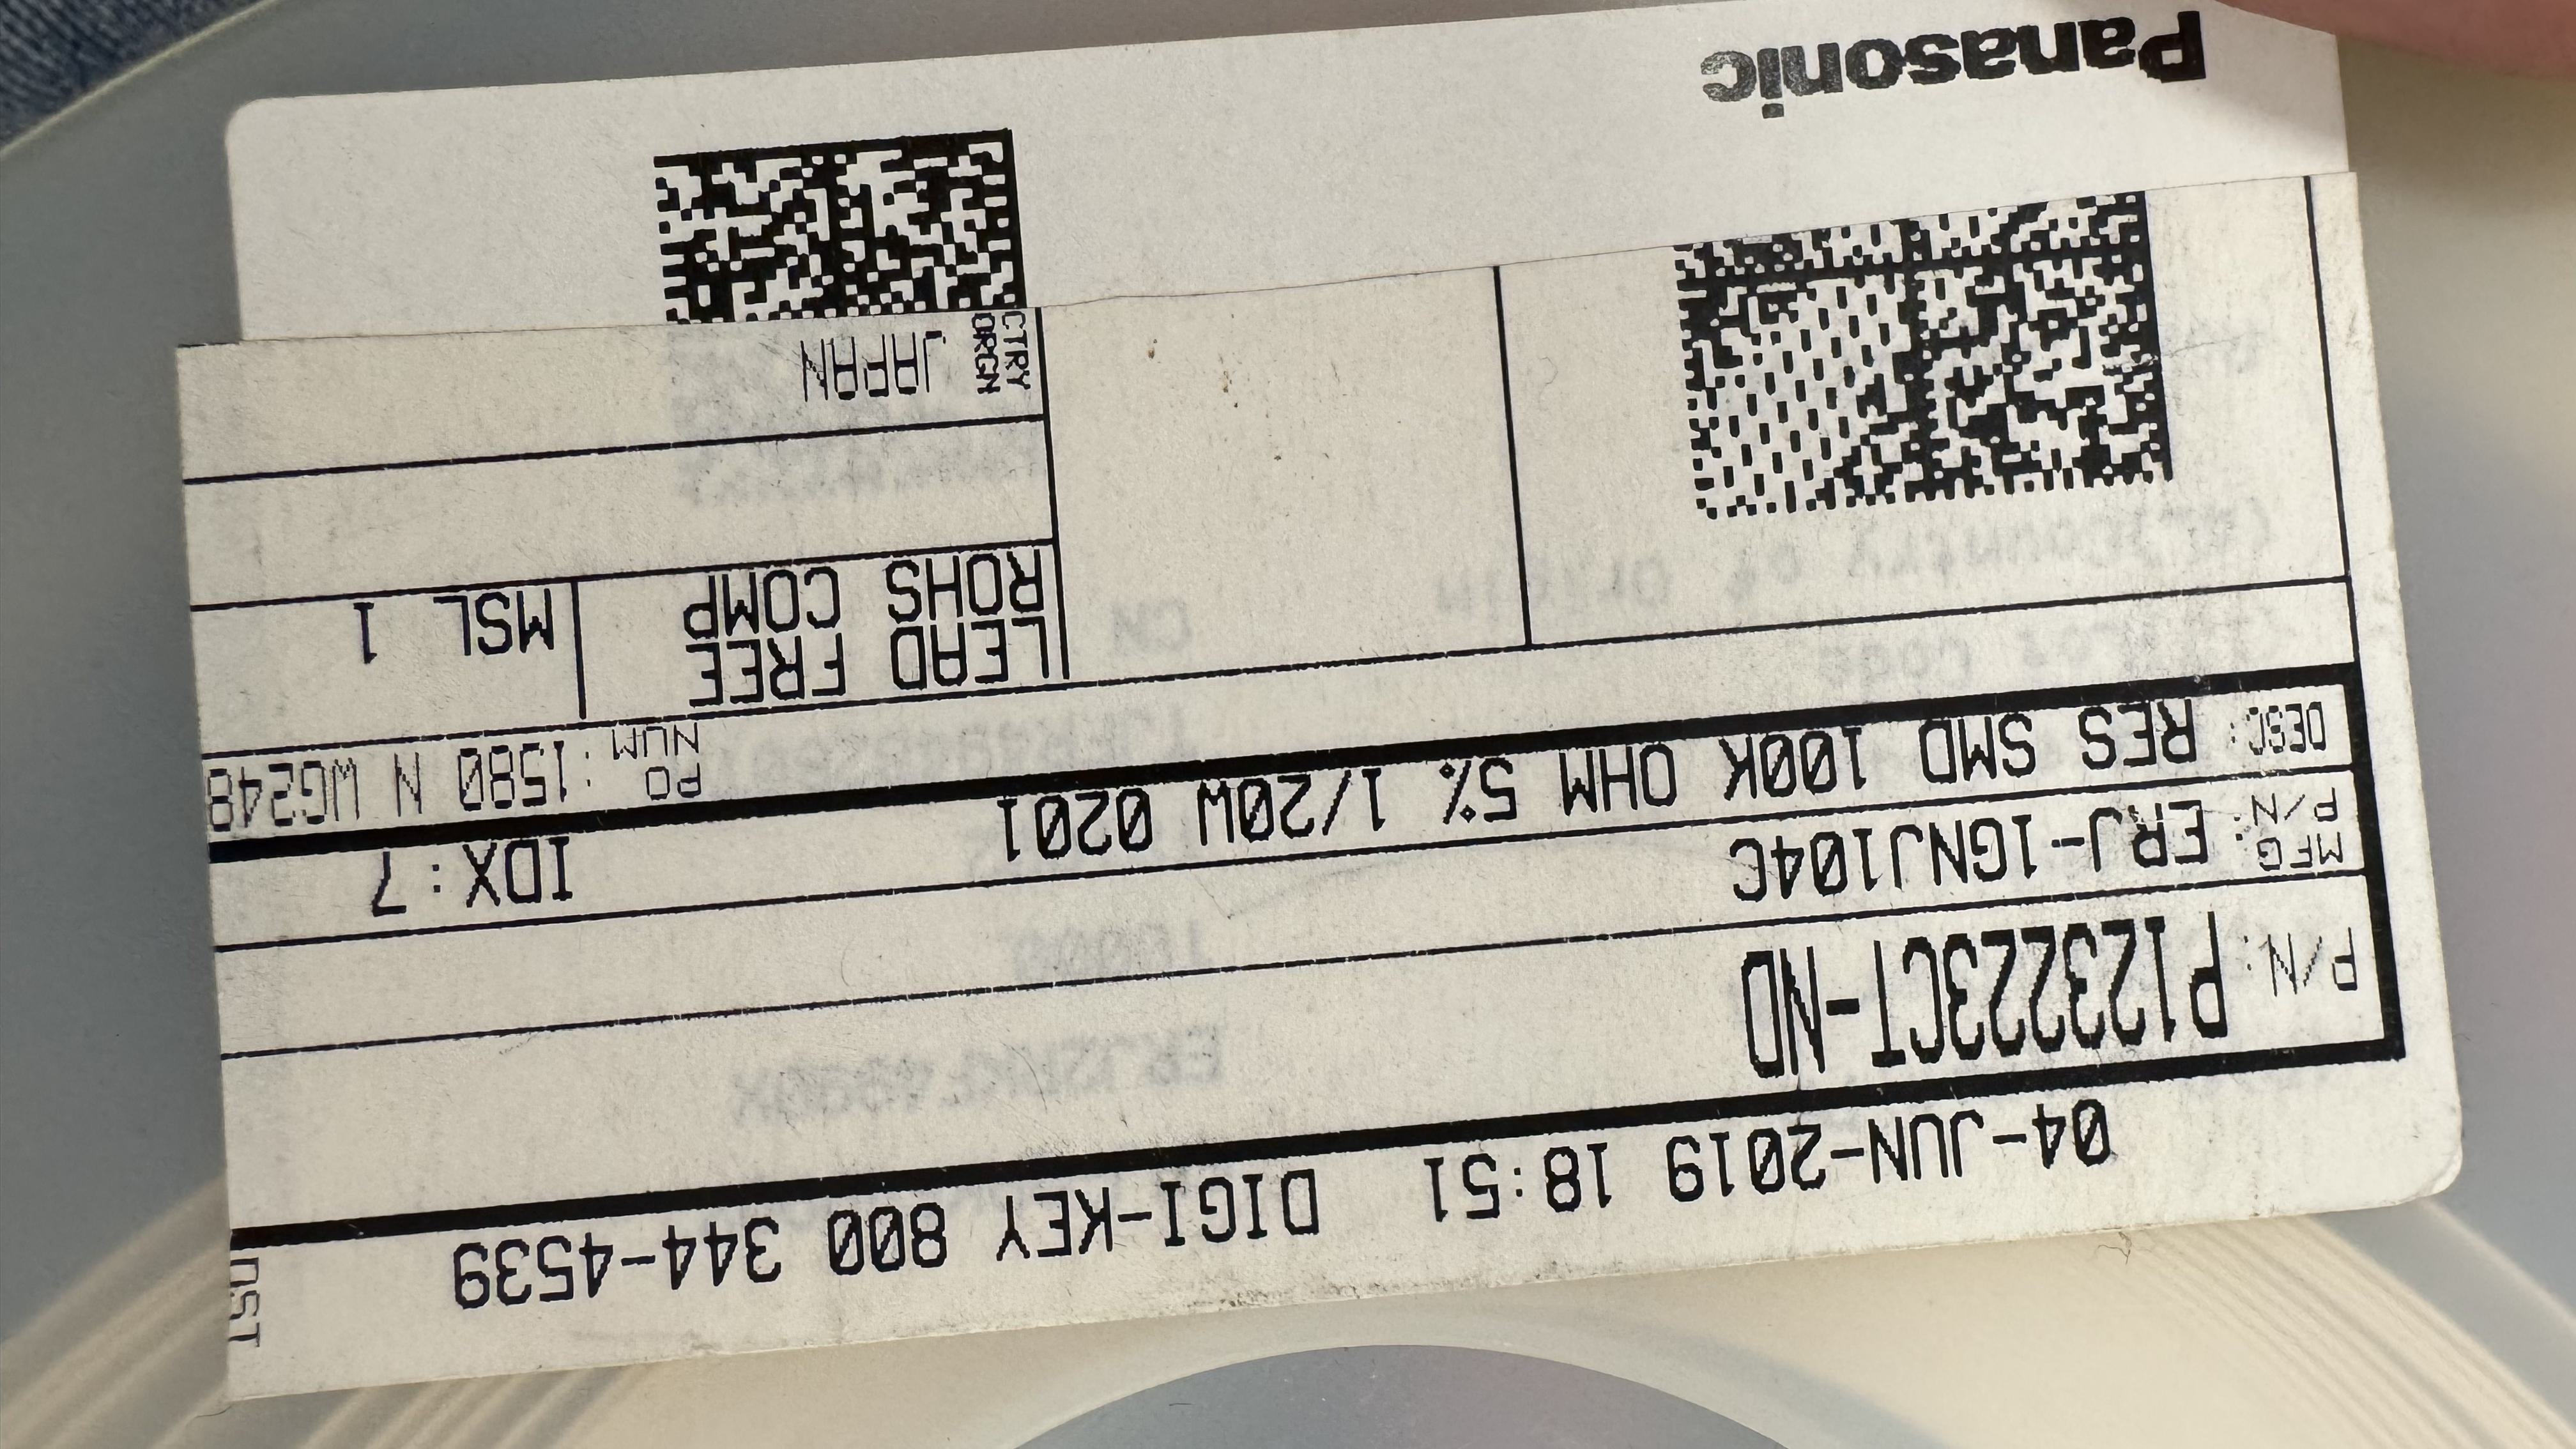 DST
04-JUN-2019 18:51 DIGI-KEY 800 344-4539
P/N: P123223CT-ND
MFG P/N: ERJ-1GNJ104C
IDX:7
DESC: RES SMD 100K OHM 5% 1/20W 0201
PO NUM: 1580 N WG248
LEAD FREE
ROHS COMP
MSL 1
CTRY ORGN JAPAN
Panasonic